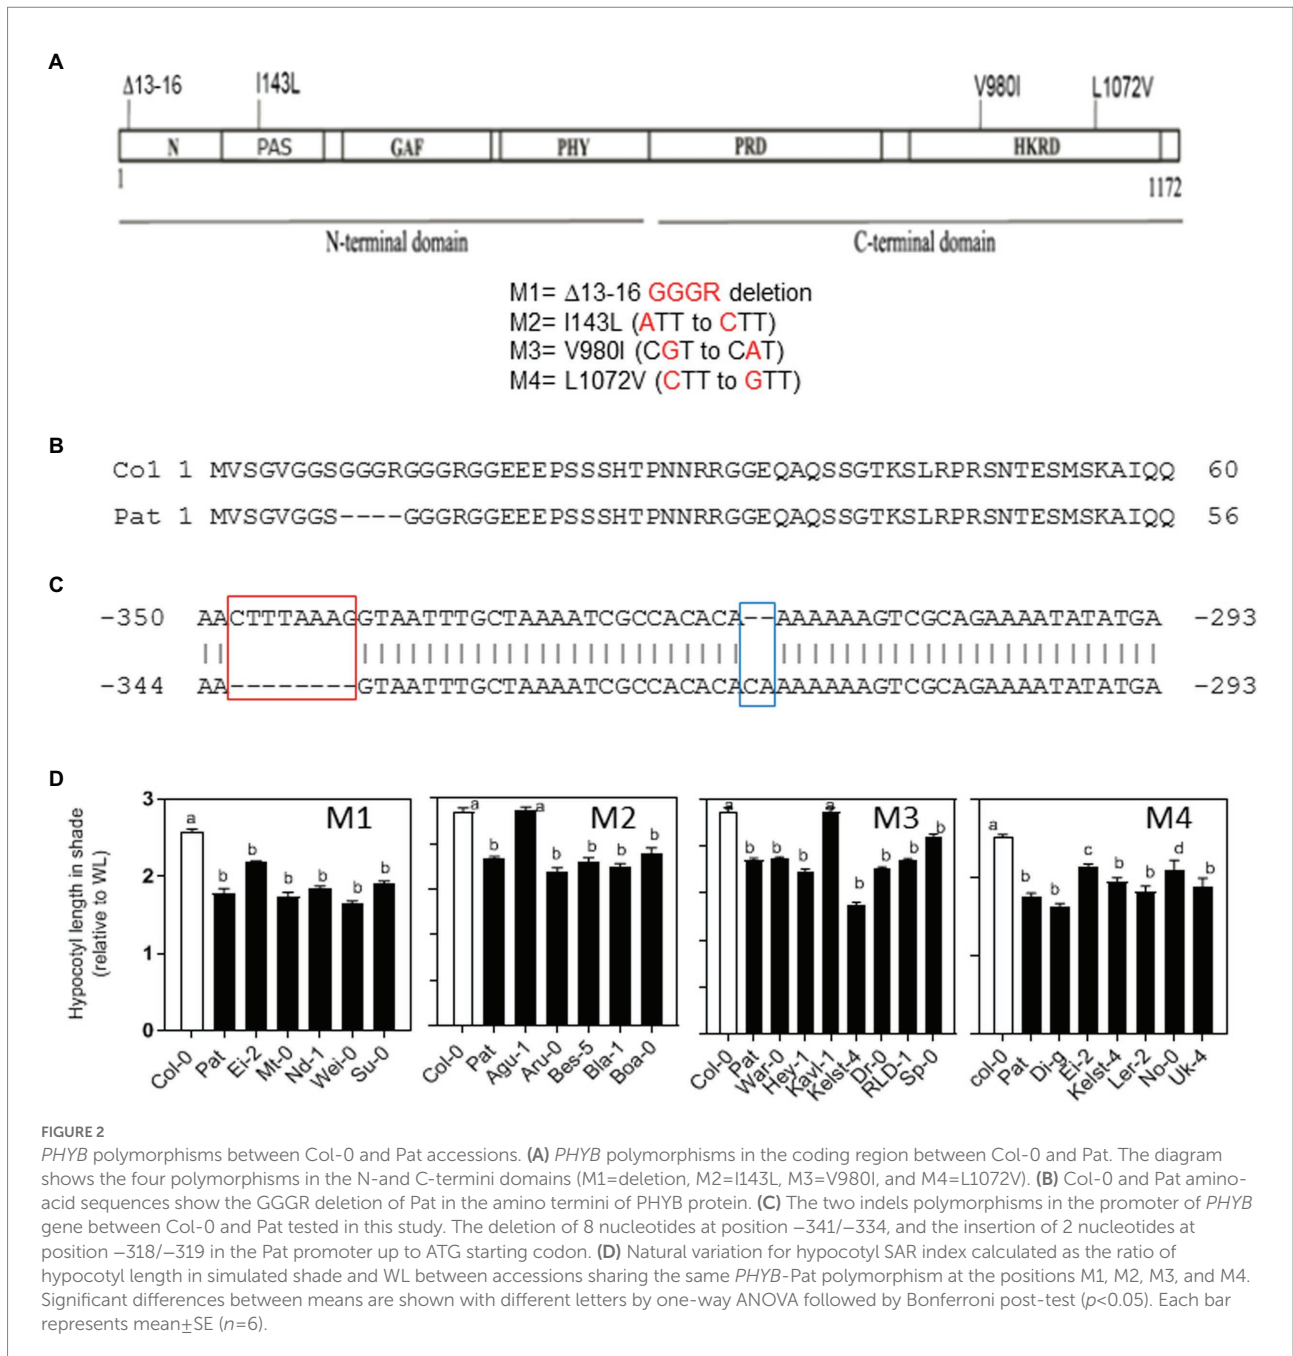 A
Δ13-16 I143L V980I L1072V
N PAS GAF PHY PRD HKRD
1 1172
N-terminal domain C-terminal domain
M1= Δ13-16 GGGR deletion
M2= I143L (ATT to CTT)
M3= V980I (CGT to CAT)
M4= L1072V (CTT to GTT)
B
Col 1 MVSGVGGSGGGRGGGRGGEEEPSSSHTPNNRRGGEQAQSSGTKSLRPRSNTESMSKAIQQ 60
Pat 1 MVSGVGGS----GGGRGGEEEPSSSHTPNNRRGGEQAQSSGTKSLRPRSNTESMSKAIQQ 56
C
-350 AACTTTAAAGGTAATTTGCTAAAATCGCCACACA--AAAAAAGTCGCAGAAAATATATGA -293
-344 AA--------GTAATTTGCTAAAATCGCCACACACAAAAAAAGTCGCAGAAAATATATGA -293
D
Hypocotyl length in shade
(relative to WL)
3
2
1
0
M1
a b b b b b b
Col-0 Pat Ei-2 Mt-0 Nd-1 Wei-0 Su-0
M2
a b a b b b b
Col-0 Pat Agu-1 Aru-0 Bes-5 Bla-1 Boa-0
M3
a b b b a b b b b
Col-0 Pat War-0 Hey-1 Kavl-1 Kelst-4 Dr-0 RLD-1 Sp-0
M4
a b b c b b d b
col-0 Pat Di-g Ei-2 Kelst-4 Ler-2 No-0 Uk-4
FIGURE 2
PHYB polymorphisms between Col-0 and Pat accessions. (A) PHYB polymorphisms in the coding region between Col-0 and Pat. The diagram
shows the four polymorphisms in the N-and C-termini domains (M1=deletion, M2=I143L, M3=V980I, and M4=L1072V). (B) Col-0 and Pat amino-
acid sequences show the GGGR deletion of Pat in the amino termini of PHYB protein. (C) The two indels polymorphisms in the promoter of PHYB
gene between Col-0 and Pat tested in this study. The deletion of 8 nucleotides at position −341/−334, and the insertion of 2 nucleotides at
position −318/−319 in the Pat promoter up to ATG starting codon. (D) Natural variation for hypocotyl SAR index calculated as the ratio of
hypocotyl length in simulated shade and WL between accessions sharing the same PHYB-Pat polymorphism at the positions M1, M2, M3, and M4.
Significant differences between means are shown with different letters by one-way ANOVA followed by Bonferroni post-test (p<0.05). Each bar
represents mean±SE (n=6).